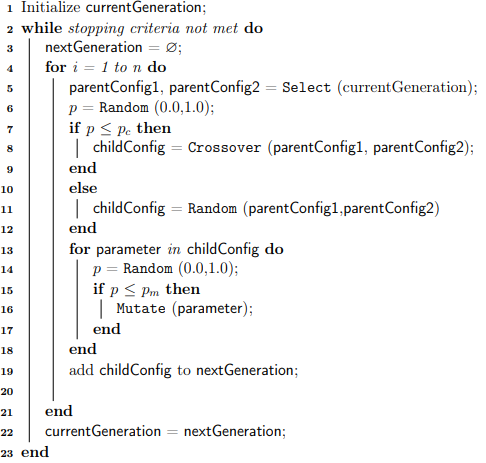 1 Initialize currentGeneration;
2 while stopping criteria not met do
3 nextGeneration = ∅;
4 for i = 1 to n do
5 parentConfig1, parentConfig2 = Select (currentGeneration);
6 p = Random (0.0,1.0);
7 if p ≤ pc then
8 childConfig = Crossover (parentConfig1, parentConfig2);
9 end
10 else
11 childConfig = Random (parentConfig1,parentConfig2)
12 end
13 for parameter in childConfig do
14 p = Random (0.0,1.0);
15 if p ≤ pm then
16 Mutate (parameter);
17 end
18 end
19 add childConfig to nextGeneration;
20
21 end
22 currentGeneration = nextGeneration;
23 end